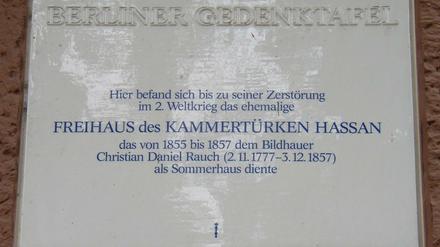 BERLINER GEDENKTAFEL
Hier befand sich bis zu seiner Zerstörung
im 2. Weltkrieg das ehemalige
FREIHAUS des KAMMERTÜRKEN HASSAN
das von 1855 bis 1857 dem Bildhauer
Christian Daniel Rauch (2. 11. 1777–3. 12. 1857)
als Sommerhaus diente